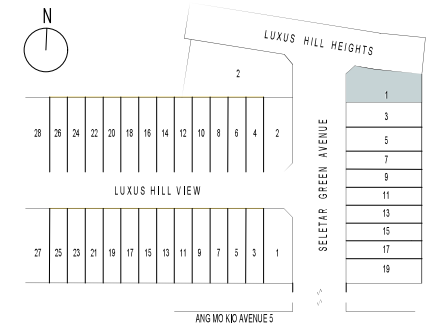 N
LUXUS HILL HEIGHTS
2
1
3
5
7
9
11
13
15
17
19
SELETAR GREEN AVENUE
28 26 24 22 20 18 16 14 12 10 8 6 4 2
LUXUS HILL VIEW
27 25 23 21 19 17 15 13 11 9 7 5 3 1
ANG MO KIO AVENUE 5